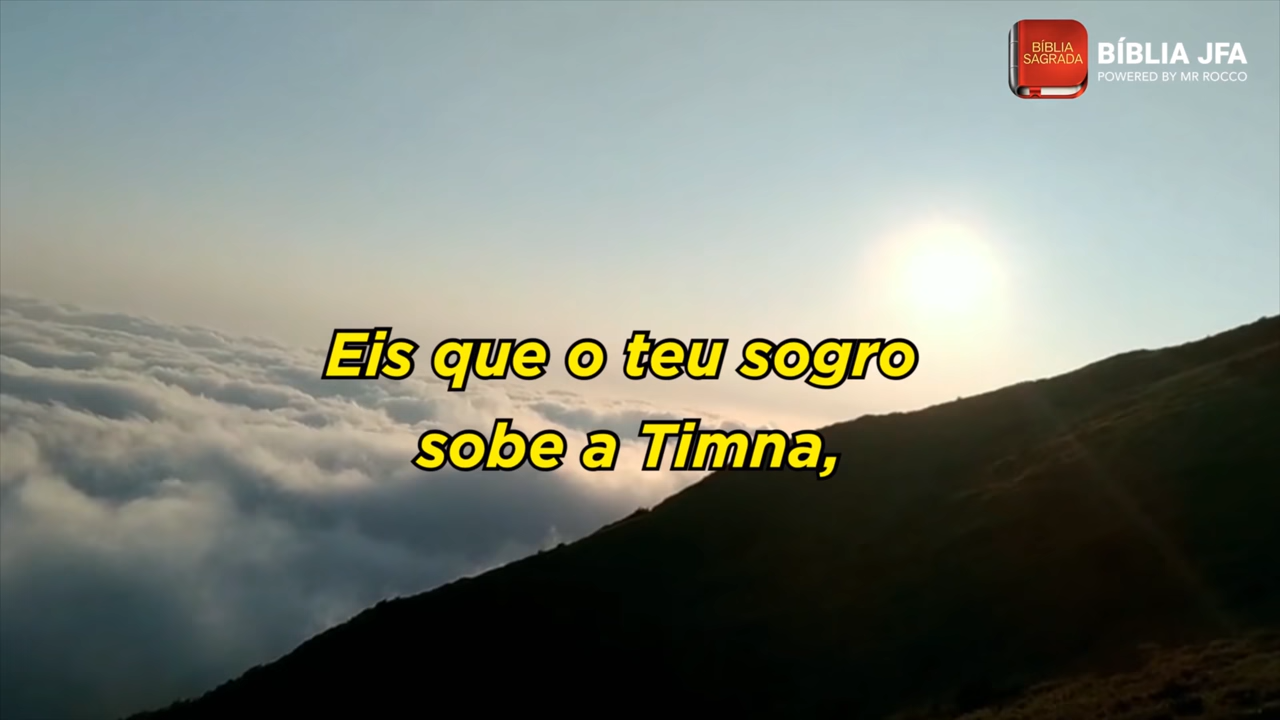 BÍBLIA
SAGRADA
BÍBLIA JFA
POWERED BY MR ROCCO
Eis que o teu sogro
sobe a Timna,